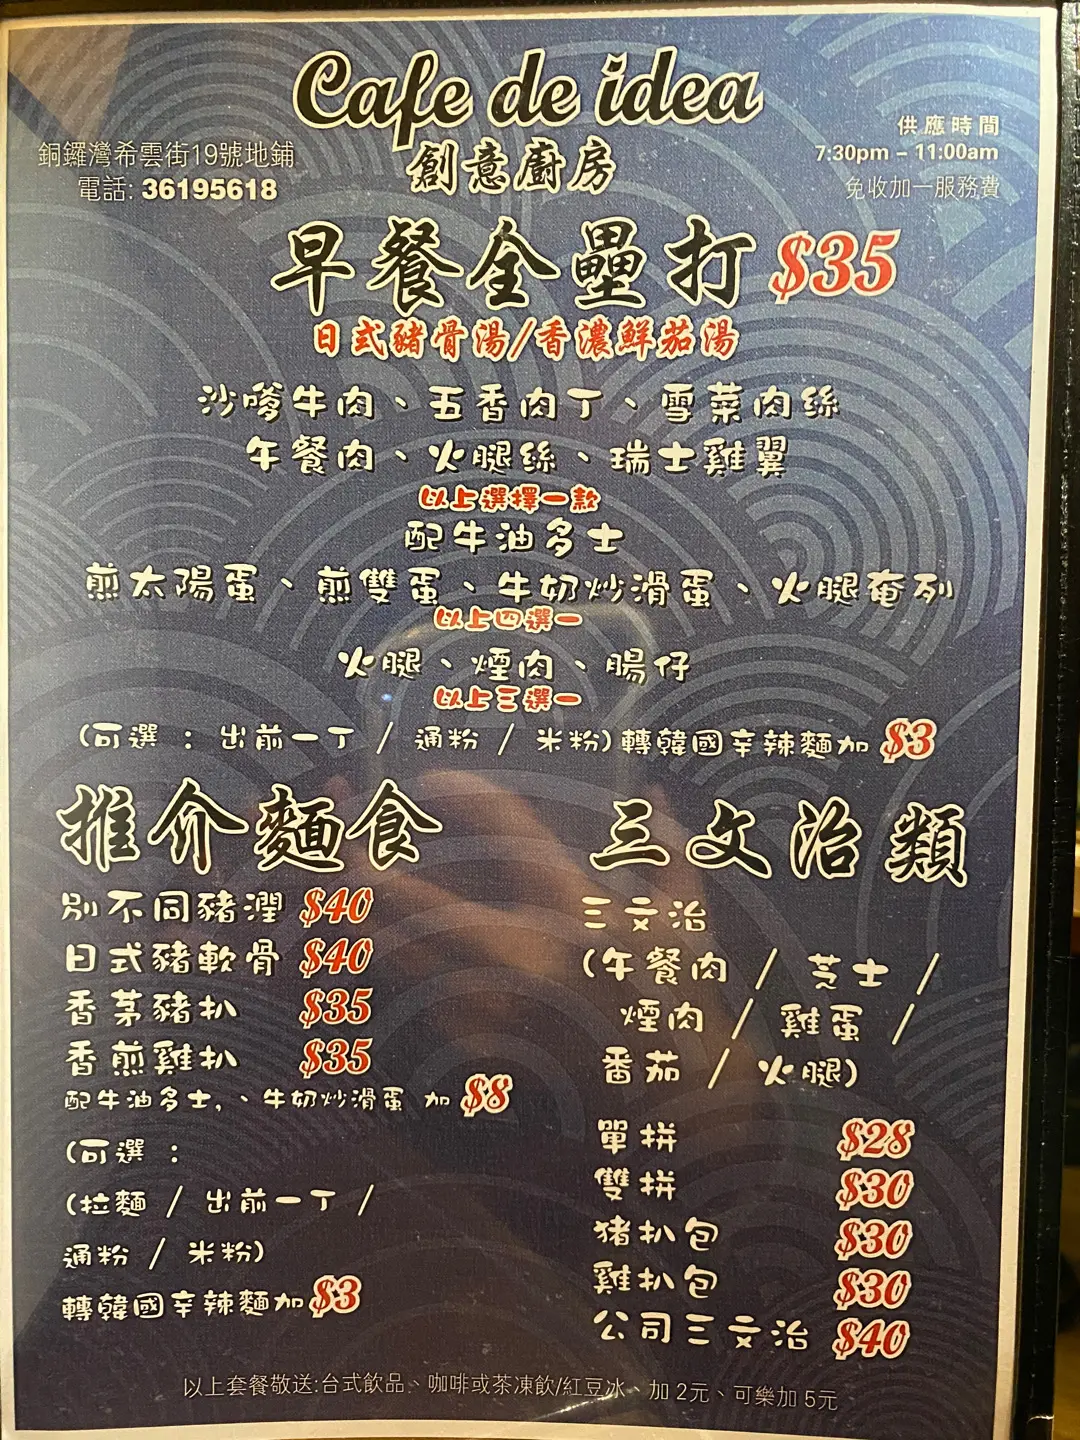 Cafe de idea
創意廚房
銅鑼灣希雲街19號地鋪
電話: 36195618
供應時間
7:30pm – 11:00am
免收加一服務費
早餐全壘打 $35
日式豬骨湯/香濃鮮茄湯
沙嗲牛肉、五香肉丁、雪菜肉絲
午餐肉、火腿絲、瑞士雞翼
以上選擇一款
配牛油多士
煎太陽蛋、煎雙蛋、牛奶炒滑蛋、火腿奄列
以上四選一
火腿、煙肉、腸仔
以上三選一
(可選 : 出前一丁 / 通粉 / 米粉)轉韓國辛辣麵加 $3
推介麵食
別不同豬潤 $40
日式豬軟骨 $40
香茅豬扒 $35
香煎雞扒 $35
配牛油多士,、牛奶炒滑蛋 加 $8
(可選 :
(拉麵 / 出前一丁 /
通粉 / 米粉)
轉韓國辛辣麵加 $3
三文治類
三文治
(午餐肉 / 芝士 /
煙肉 / 雞蛋 /
番茄 / 火腿)
單拼 $28
雙拼 $30
猪扒包 $30
雞扒包 $30
公司三文治 $40
以上套餐敬送:台式飲品、咖啡或茶凍飲/紅豆冰、加 2元、可樂加 5元